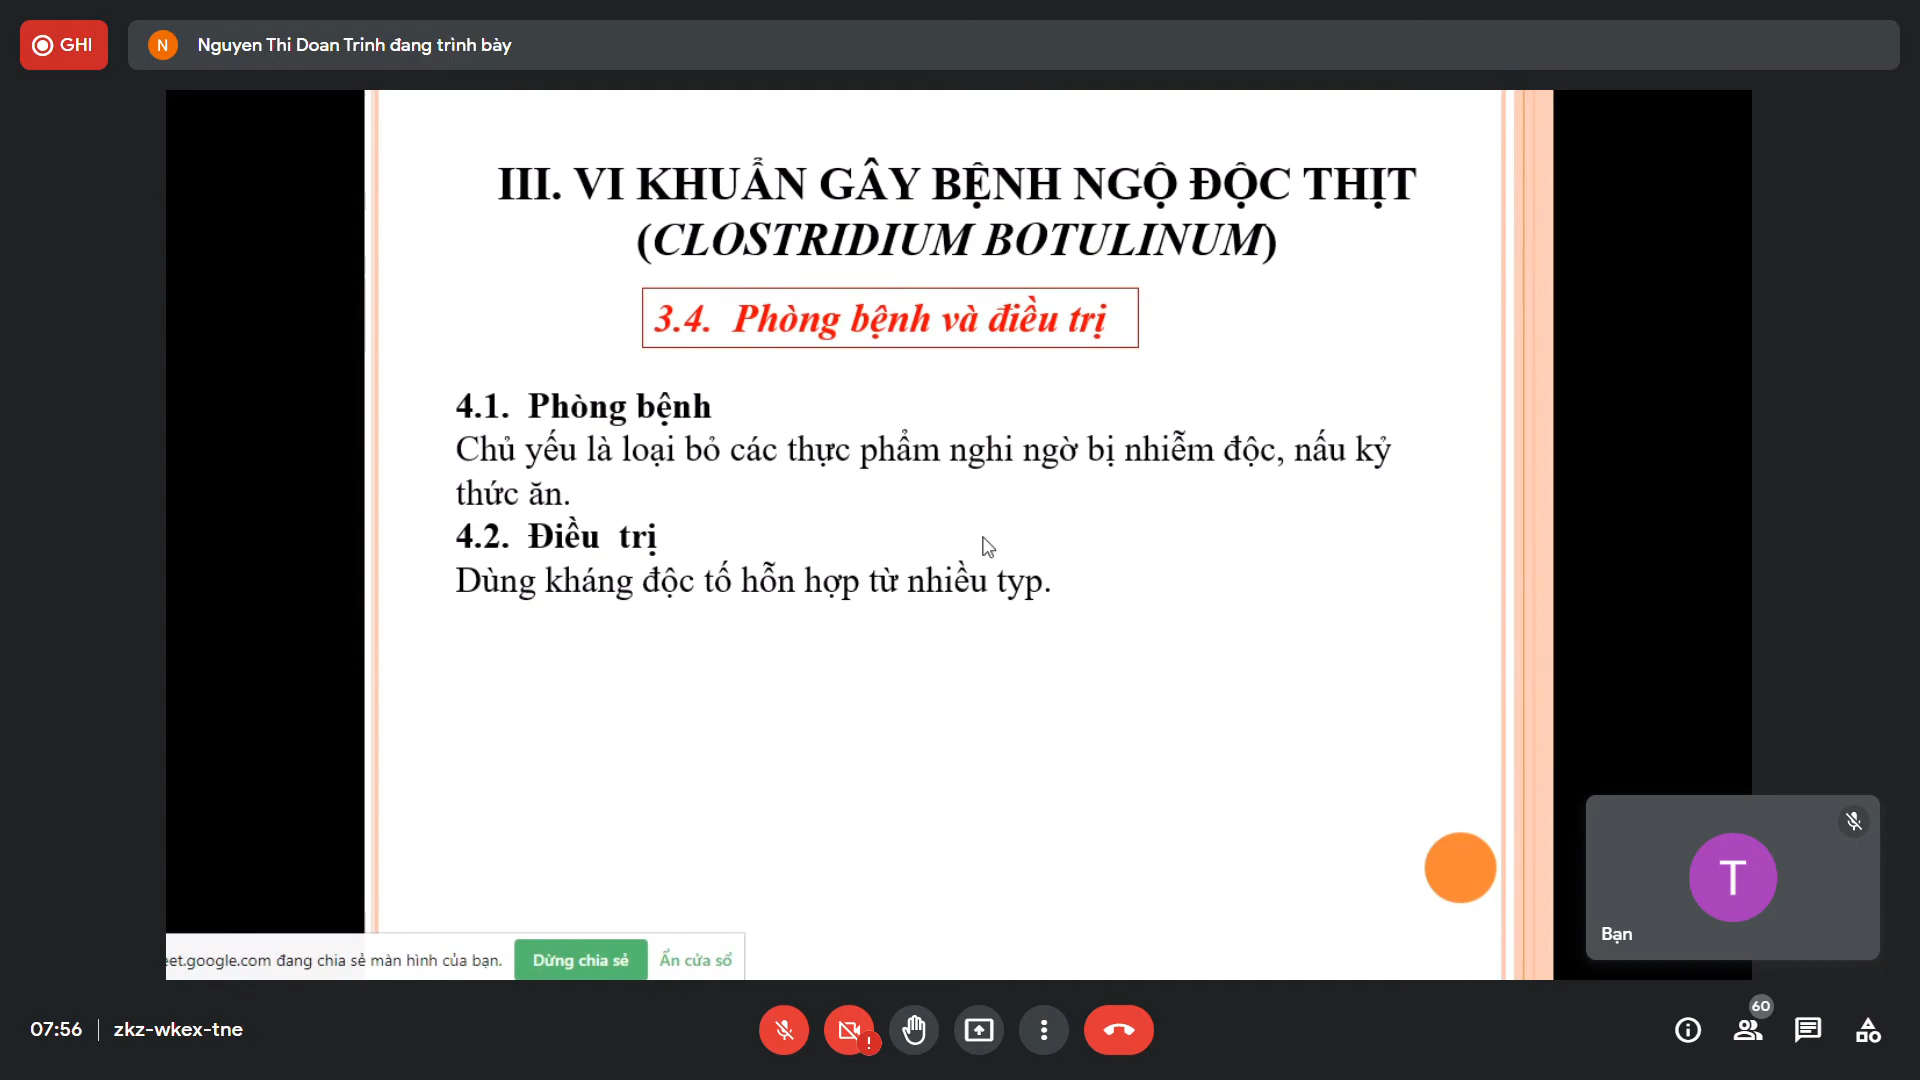 GHI
N
Nguyen Thi Doan Trinh đang trình bày
III. VI KHUẨN GÂY BỆNH NGỘ ĐỘC THỊT
(CLOSTRIDIUM BOTULINUM)
3.4. Phòng bệnh và điều trị
4.1. Phòng bệnh
Chủ yếu là loại bỏ các thực phẩm nghi ngờ bị nhiễm độc, nấu kỷ
thức ăn.
4.2. Điều trị
Dùng kháng độc tố hỗn hợp từ nhiều typ.
T
Bạn
eet.google.com đang chia sẻ màn hình của bạn.
Dừng chia sẻ
Ẩn cửa sổ
07:56
zkz-wkex-tne
!
60